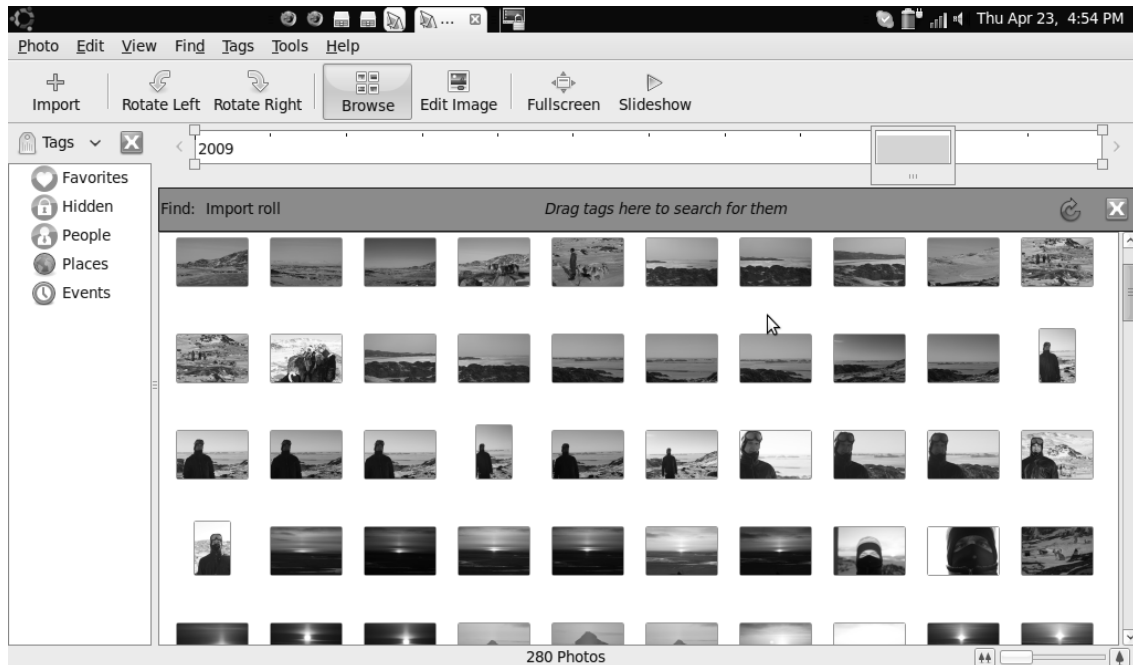 ... Thu Apr 23, 4:54 PM
Photo Edit View Find Tags Tools Help
Import Rotate Left Rotate Right Browse Edit Image Fullscreen Slideshow
Tags
2009
Favorites
Hidden
People
Places
Events
Find: Import roll Drag tags here to search for them
280 Photos